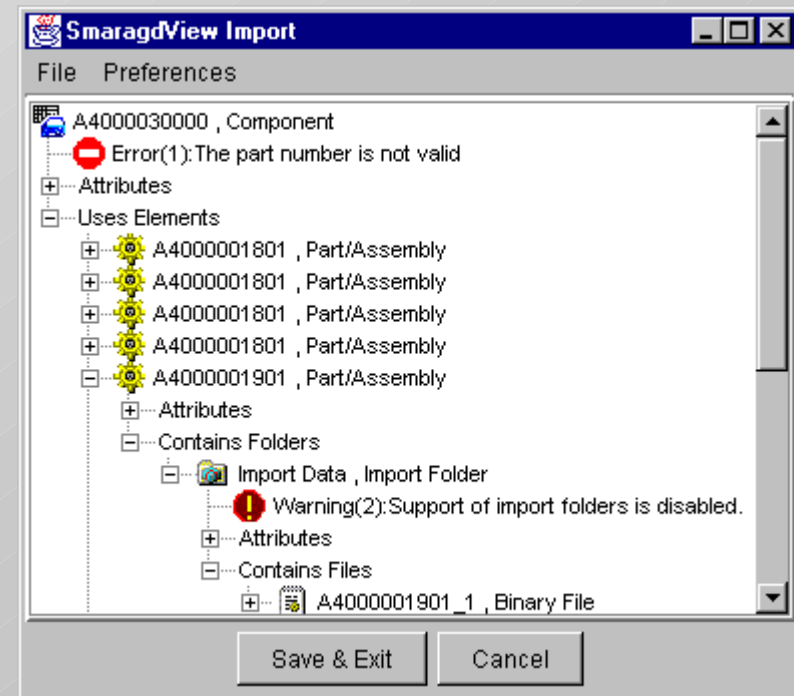 SmaragdView Import
File Preferences
A4000030000 , Component
Error(1):The part number is not valid
Attributes
Uses Elements
A4000001801 , Part/Assembly
A4000001801 , Part/Assembly
A4000001801 , Part/Assembly
A4000001801 , Part/Assembly
A4000001901 , Part/Assembly
Attributes
Contains Folders
Import Data , Import Folder
Warning(2):Support of import folders is disabled.
Attributes
Contains Files
A4000001901_1 , Binary File
Save & Exit Cancel